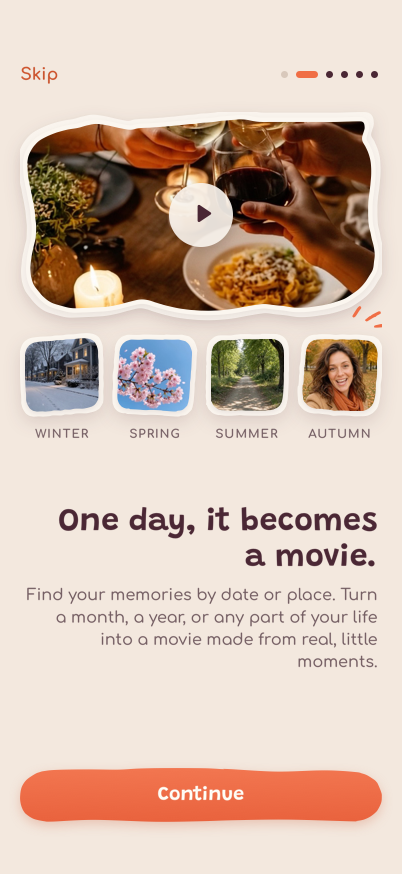 Skip
WINTER
SPRING
SUMMER
AUTUMN
One day, it becomes
a movie.
Find your memories by date or place. Turn
a month, a year, or any part of your life
into a movie made from real, little
moments.
Continue